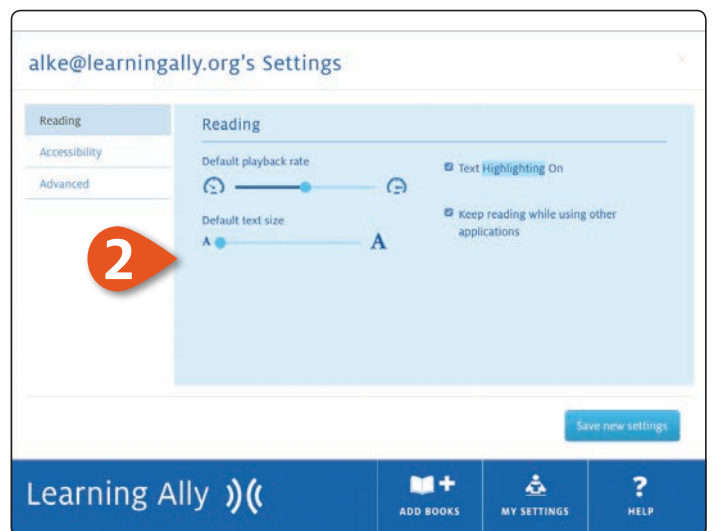 alke@learningally.org's Settings
Reading
Accessibility
Advanced
Reading
Default playback rate
Text Highlighting On
Default text size
Keep reading while using other
applications
A
A
2
Save new settings
Learning Ally
ADD BOOKS
MY SETTINGS
?
HELP